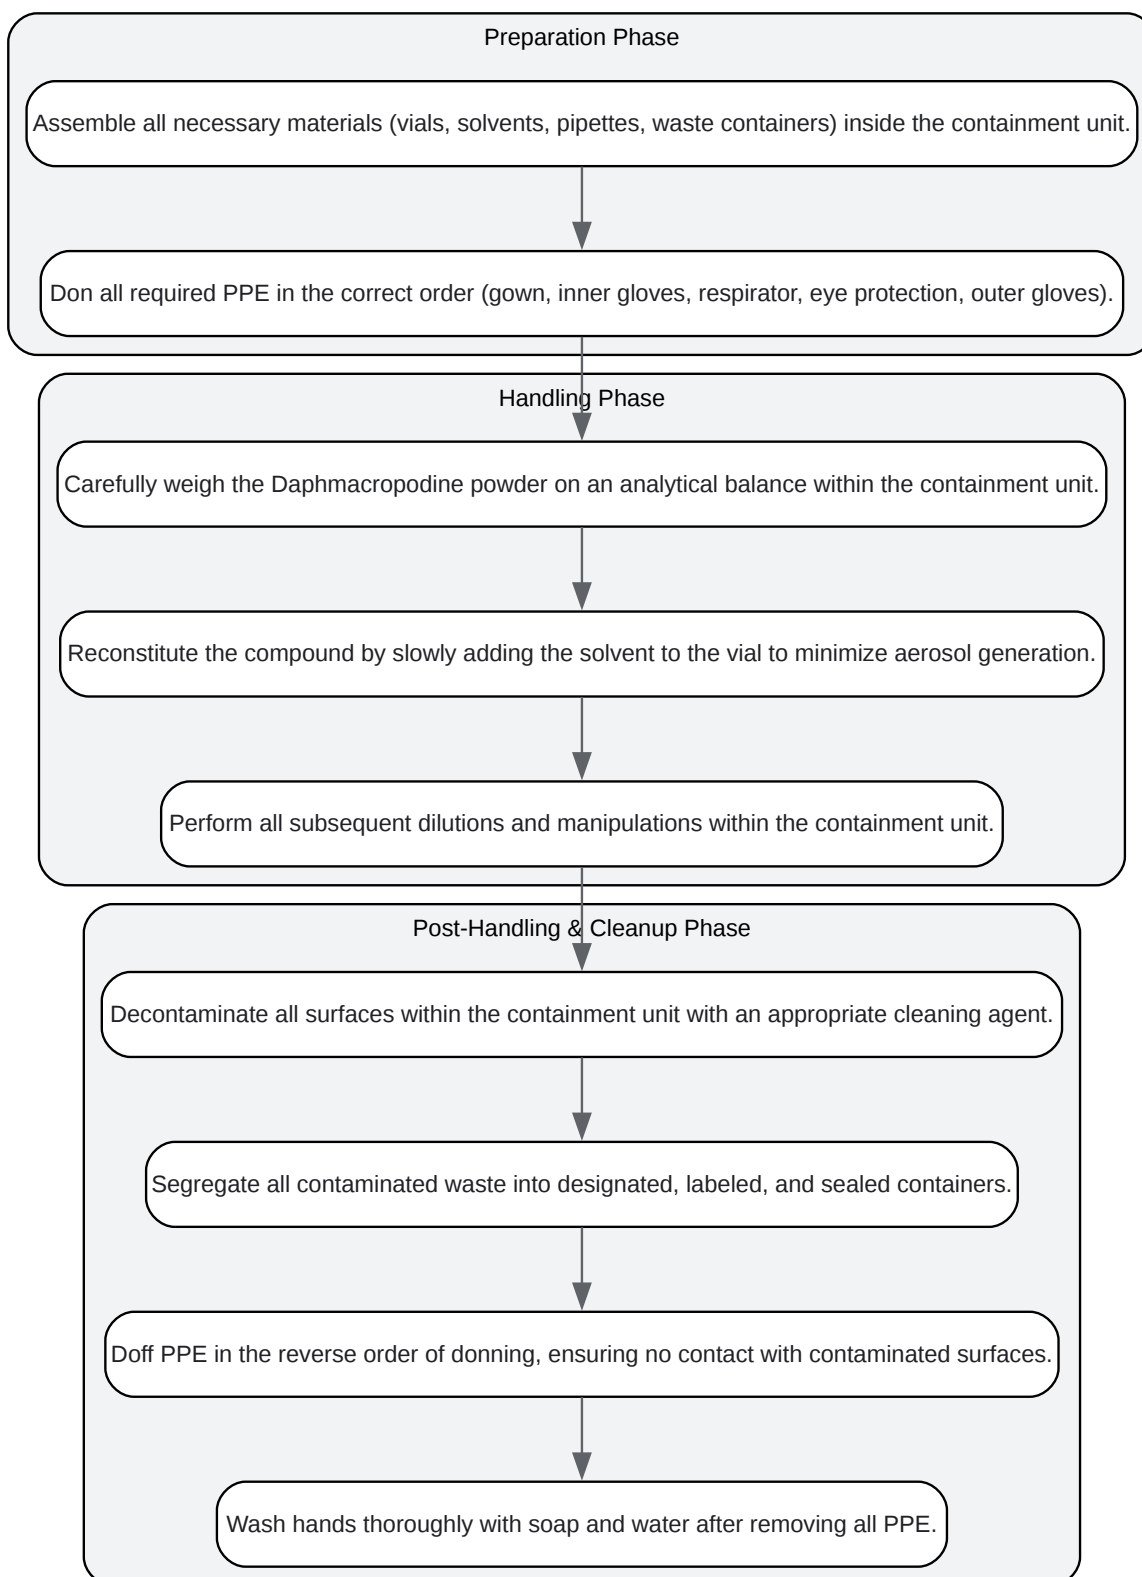 Preparation Phase
Assemble all necessary materials (vials, solvents, pipettes, waste containers) inside the containment unit.
Don all required PPE in the correct order (gown, inner gloves, respirator, eye protection, outer gloves).
Handling Phase
Carefully weigh the Daphmacropodine powder on an analytical balance within the containment unit.
Reconstitute the compound by slowly adding the solvent to the vial to minimize aerosol generation.
Perform all subsequent dilutions and manipulations within the containment unit.
Post-Handling & Cleanup Phase
Decontaminate all surfaces within the containment unit with an appropriate cleaning agent.
Segregate all contaminated waste into designated, labeled, and sealed containers.
Doff PPE in the reverse order of donning, ensuring no contact with contaminated surfaces.
Wash hands thoroughly with soap and water after removing all PPE.